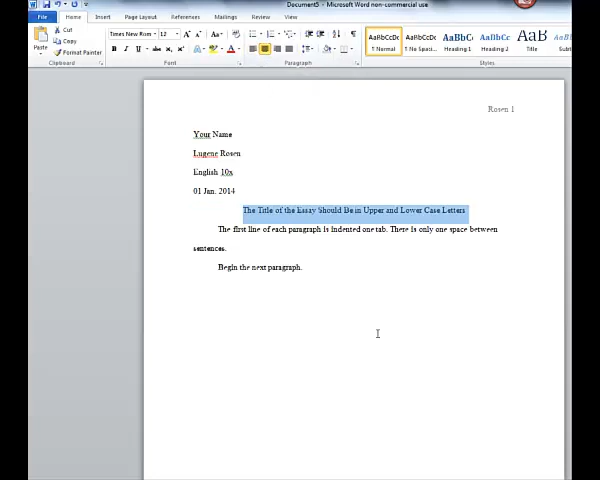 Document5 - Microsoft Word non-commercial use
File Home Insert Page Layout References Mailings Review View
Paste
Cut
Copy
Format Painter
Times New Rom 12
AaBbCcDc AaBbCcDc AaBbC AaBbCc AaB
¶ Normal ¶ No Spaci... Heading 1 Heading 2 Title
Clipboard Font Paragraph Styles
Rosen 1
Your Name
Lugene Rosen
English 10x
01 Jan. 2014
The Title of the Essay Should Be in Upper and Lower Case Letters
The first line of each paragraph is indented one tab. There is only one space between
sentences.
Begin the next paragraph.